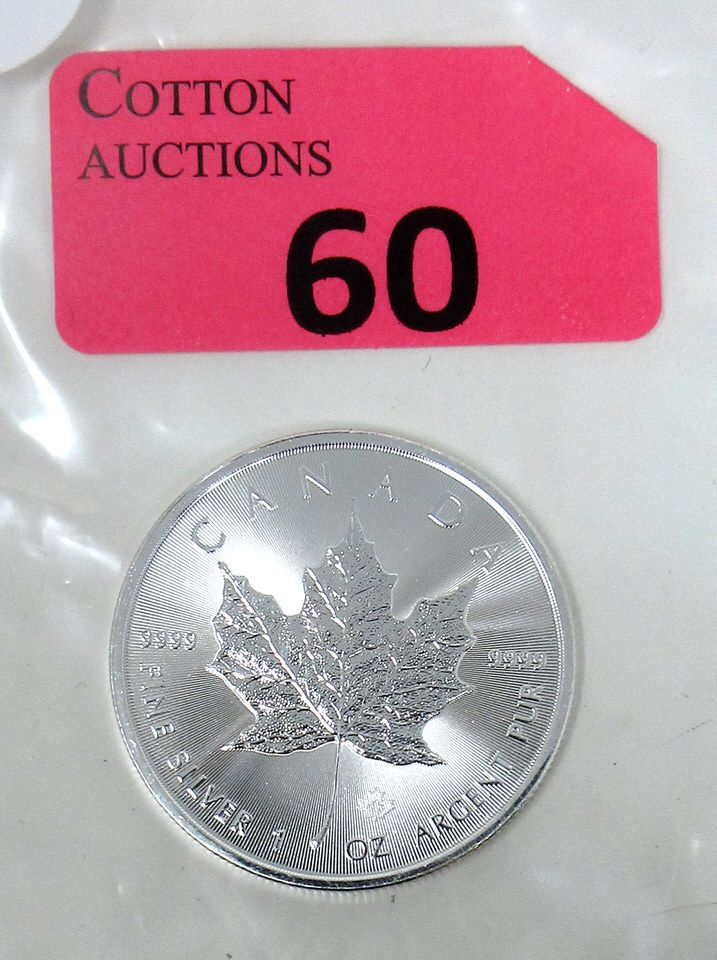 COTTON
AUCTIONS
60
CANADA
9999
9999
FINE SILVER 1 OZ ARGENT PUR